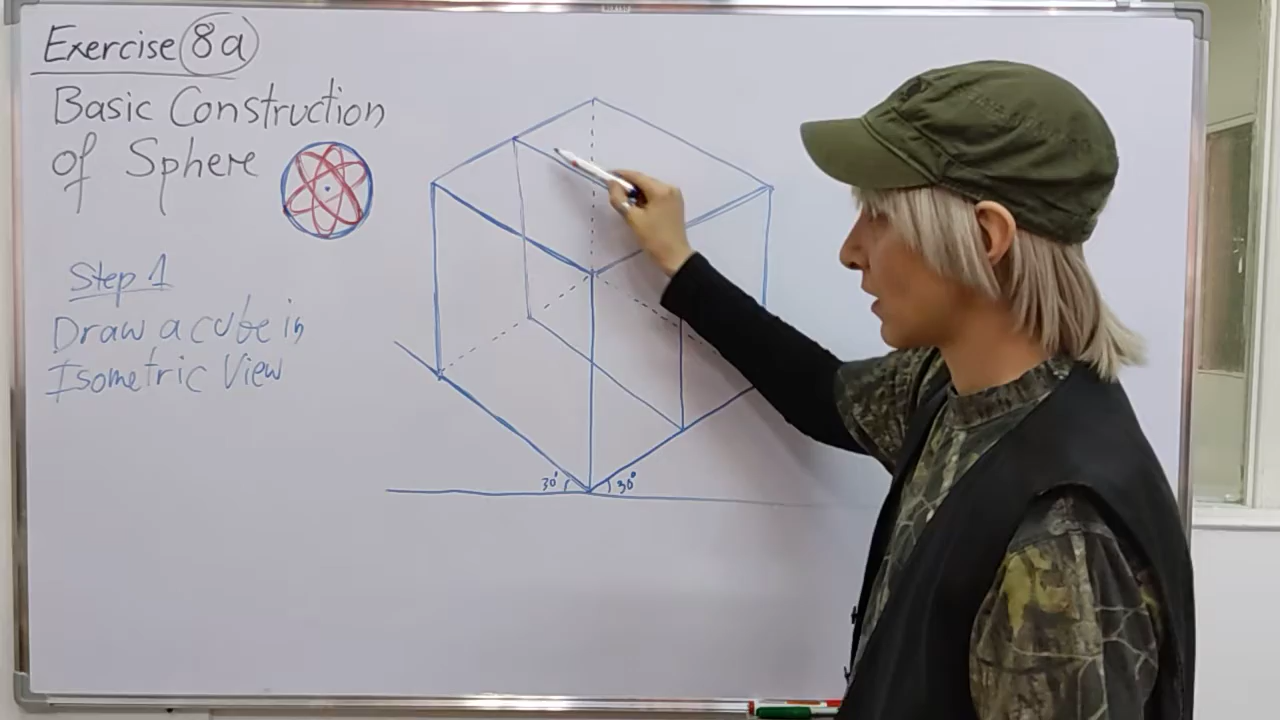 Exercise 8a
Basic Construction
of Sphere
Step 1
Draw a cube in
Isometric View
30° 30°